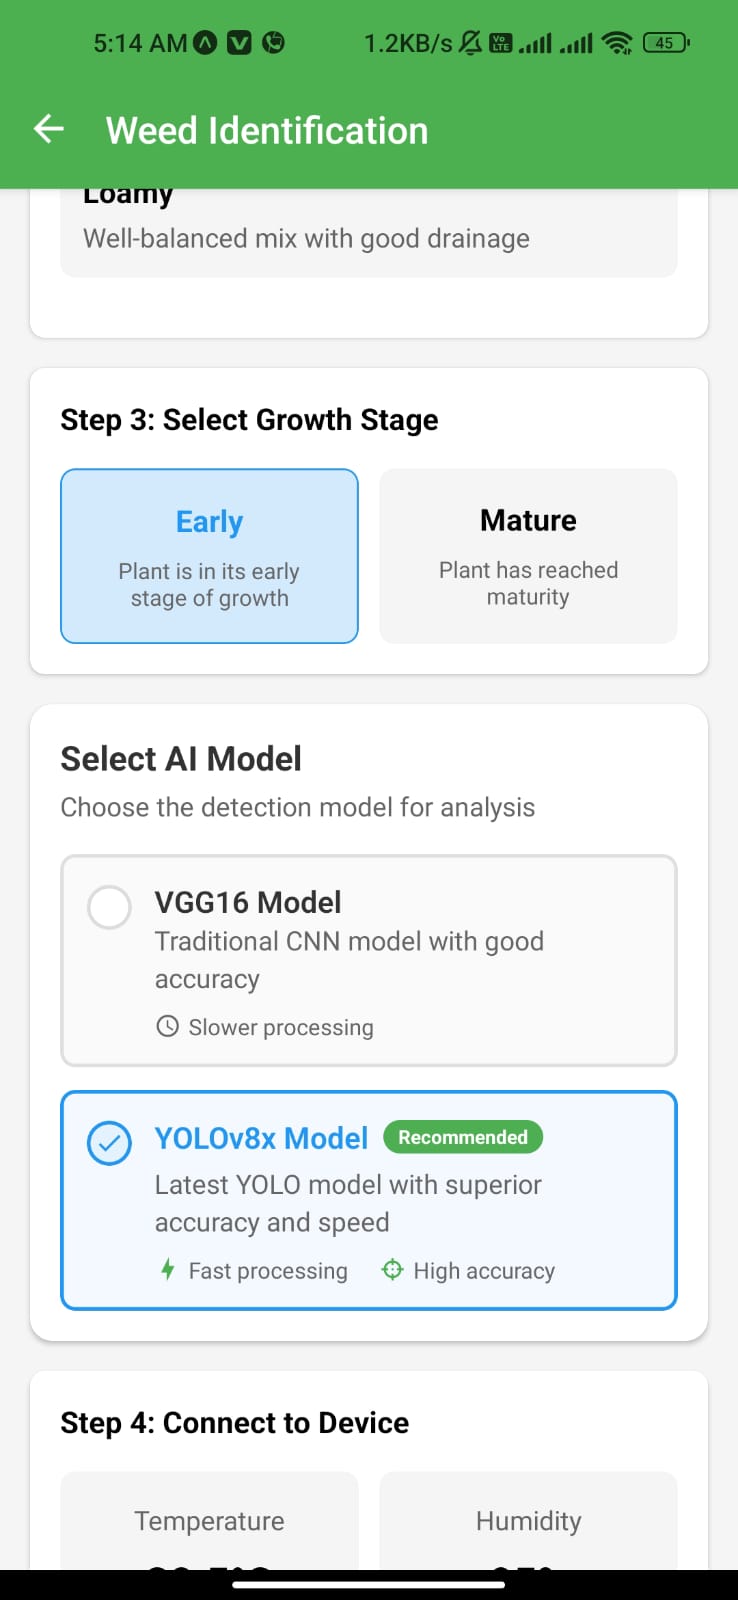 5:14 AM 1.2KB/s Vo LTE 45
Weed Identification
Loamy
Well-balanced mix with good drainage
Step 3: Select Growth Stage
Early
Plant is in its early
stage of growth
Mature
Plant has reached
maturity
Select AI Model
Choose the detection model for analysis
VGG16 Model
Traditional CNN model with good
accuracy
Slower processing
YOLOv8x Model Recommended
Latest YOLO model with superior
accuracy and speed
Fast processing High accuracy
Step 4: Connect to Device
Temperature Humidity